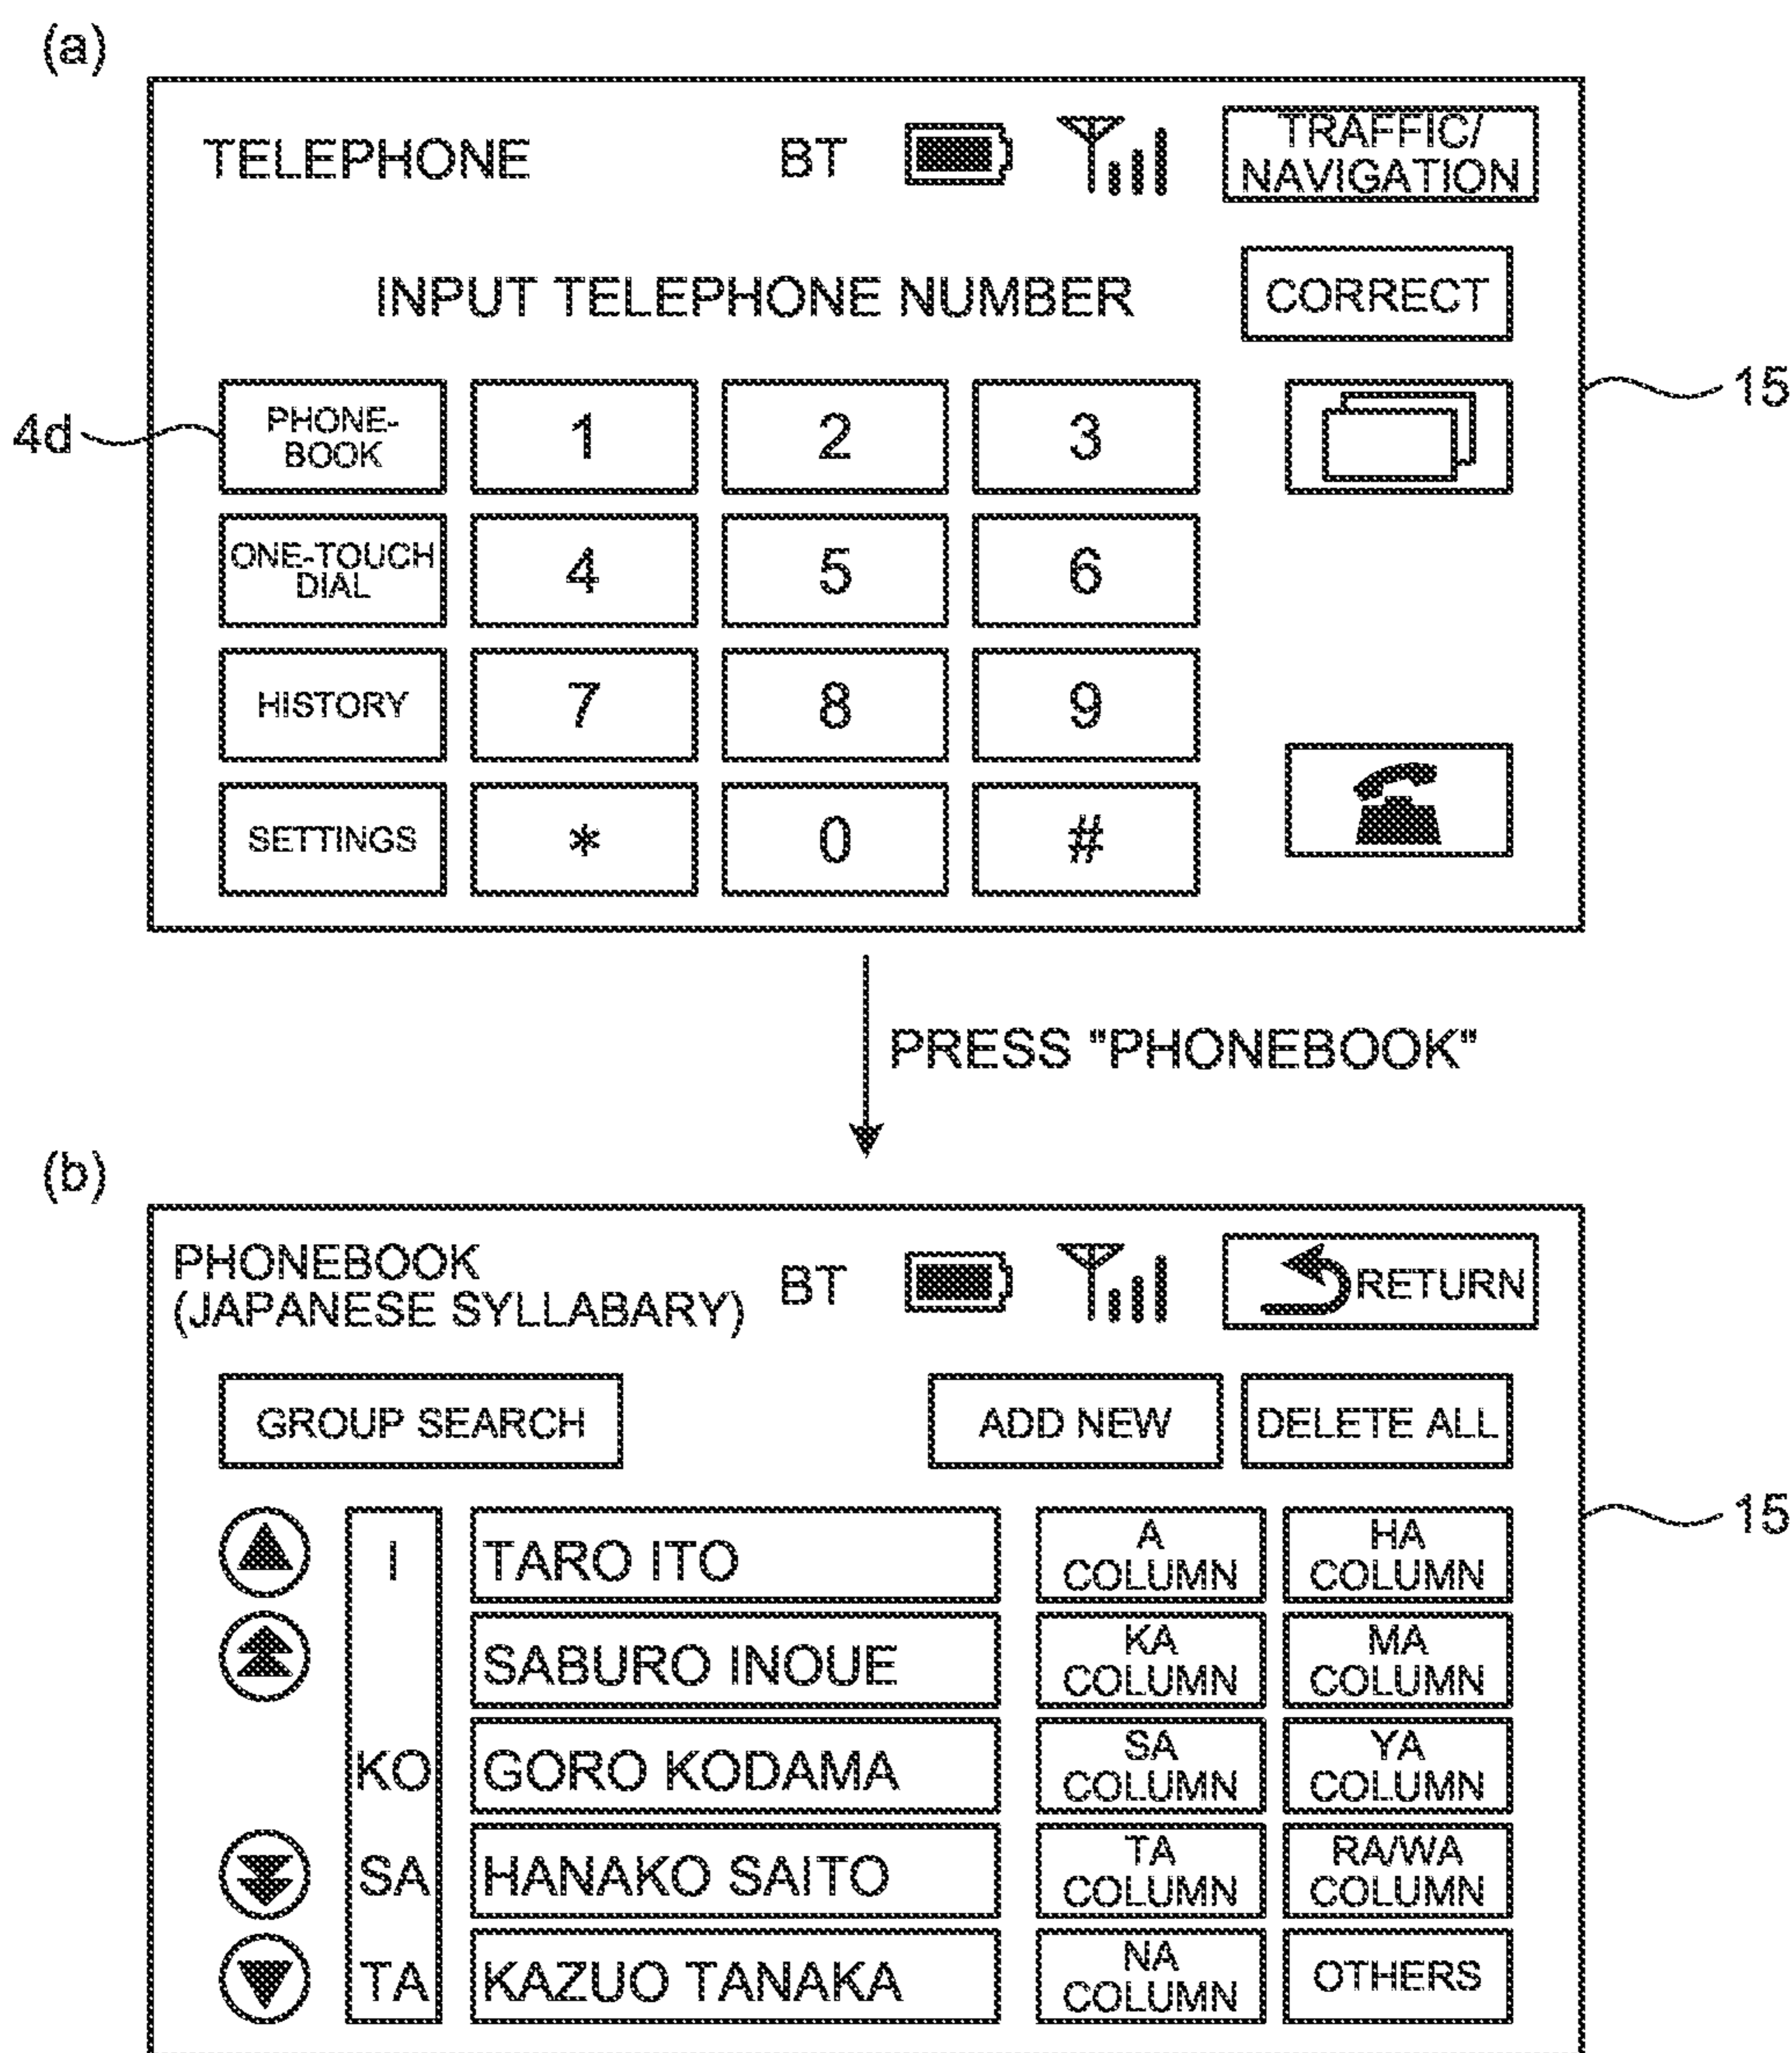 (a)
TELEPHONE BT TRAFFIC/
NAVIGATION
INPUT TELEPHONE NUMBER CORRECT
15
4d
PHONE-
BOOK
1 2 3
ONE-TOUCH
DIAL
4 5 6
HISTORY 7 8 9
SETTINGS * 0 #
PRESS "PHONEBOOK"
(b)
PHONEBOOK
(JAPANESE SYLLABARY)
BT RETURN
GROUP SEARCH ADD NEW DELETE ALL
15
I TARO ITO
A
COLUMN
HA
COLUMN
SABURO INOUE
KA
COLUMN
MA
COLUMN
KO GORO KODAMA
SA
COLUMN
YA
COLUMN
SA HANAKO SAITO
TA
COLUMN
RA/WA
COLUMN
TA KAZUO TANAKA
NA
COLUMN
OTHERS